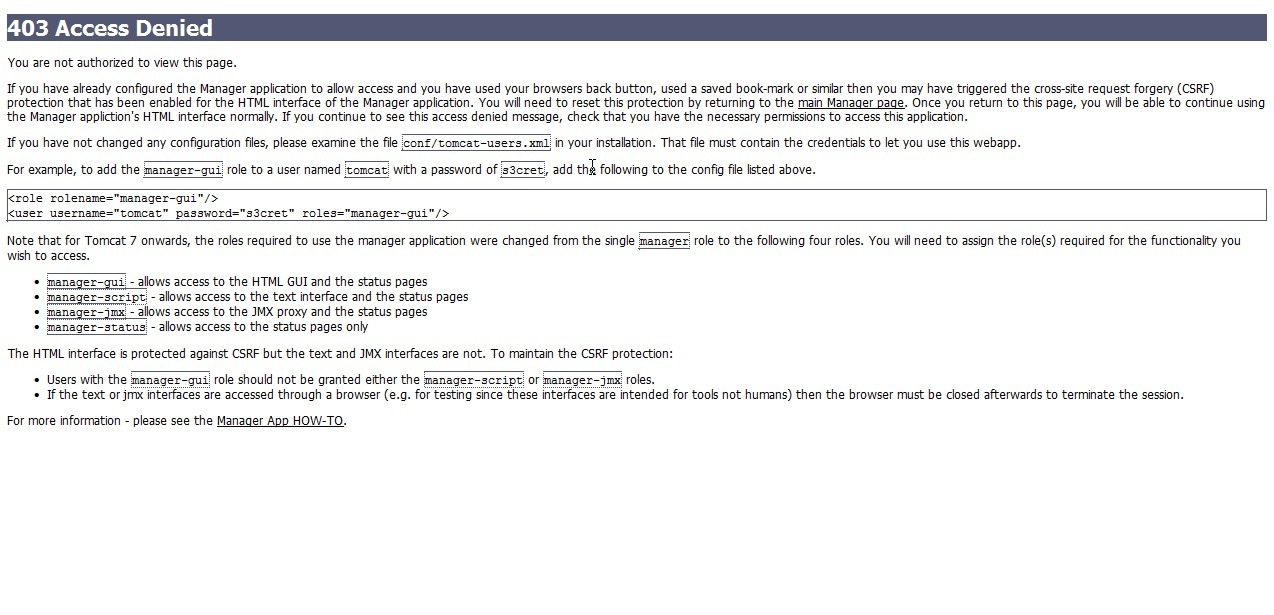 403 Access Denied
You are not authorized to view this page.
If you have already configured the Manager application to allow access and you have used your browsers back button, used a saved book-mark or similar then you may have triggered the cross-site request forgery (CSRF)
protection that has been enabled for the HTML interface of the Manager application. You will need to reset this protection by returning to the main Manager page. Once you return to this page, you will be able to continue using
the Manager appliction's HTML interface normally. If you continue to see this access denied message, check that you have the necessary permissions to access this application.
If you have not changed any configuration files, please examine the file conf/tomcat-users.xml in your installation. That file must contain the credentials to let you use this webapp.
For example, to add the manager-gui role to a user named tomcat with a password of s3cret, add the following to the config file listed above.
<role rolename="manager-gui"/>
<user username="tomcat" password="s3cret" roles="manager-gui"/>
Note that for Tomcat 7 onwards, the roles required to use the manager application were changed from the single manager role to the following four roles. You will need to assign the role(s) required for the functionality you
wish to access.
• manager-gui - allows access to the HTML GUI and the status pages
• manager-script - allows access to the text interface and the status pages
• manager-jmx - allows access to the JMX proxy and the status pages
• manager-status - allows access to the status pages only
The HTML interface is protected against CSRF but the text and JMX interfaces are not. To maintain the CSRF protection:
• Users with the manager-gui role should not be granted either the manager-script or manager-jmx roles.
• If the text or jmx interfaces are accessed through a browser (e.g. for testing since these interfaces are intended for tools not humans) then the browser must be closed afterwards to terminate the session.
For more information - please see the Manager App HOW-TO.